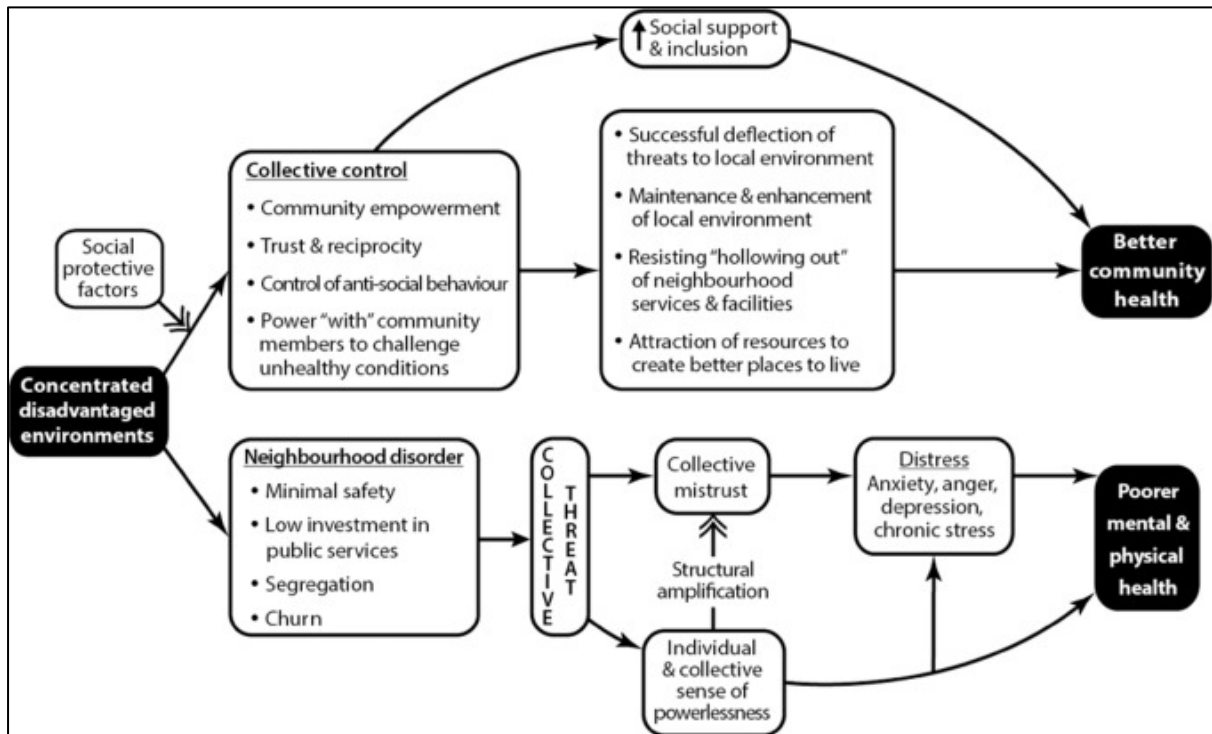 Social support
& inclusion
Collective control
• Community empowerment
• Trust & reciprocity
• Control of anti-social behaviour
• Power “with” community
members to challenge
unhealthy conditions
• Successful deflection of
threats to local environment
• Maintenance & enhancement
of local environment
• Resisting “hollowing out”
of neighbourhood
services & facilities
• Attraction of resources to
create better places to live
Social
protective
factors
Better
community
health
Concentrated
disadvantaged
environments
Neighbourhood disorder
• Minimal safety
• Low investment in
public services
• Segregation
• Churn
COLLECTIVE
THREAT
Collective
mistrust
Structural
amplification
Individual
& collective
sense of
powerlessness
Distress
Anxiety, anger,
depression,
chronic stress
Poorer
mental &
physical
health